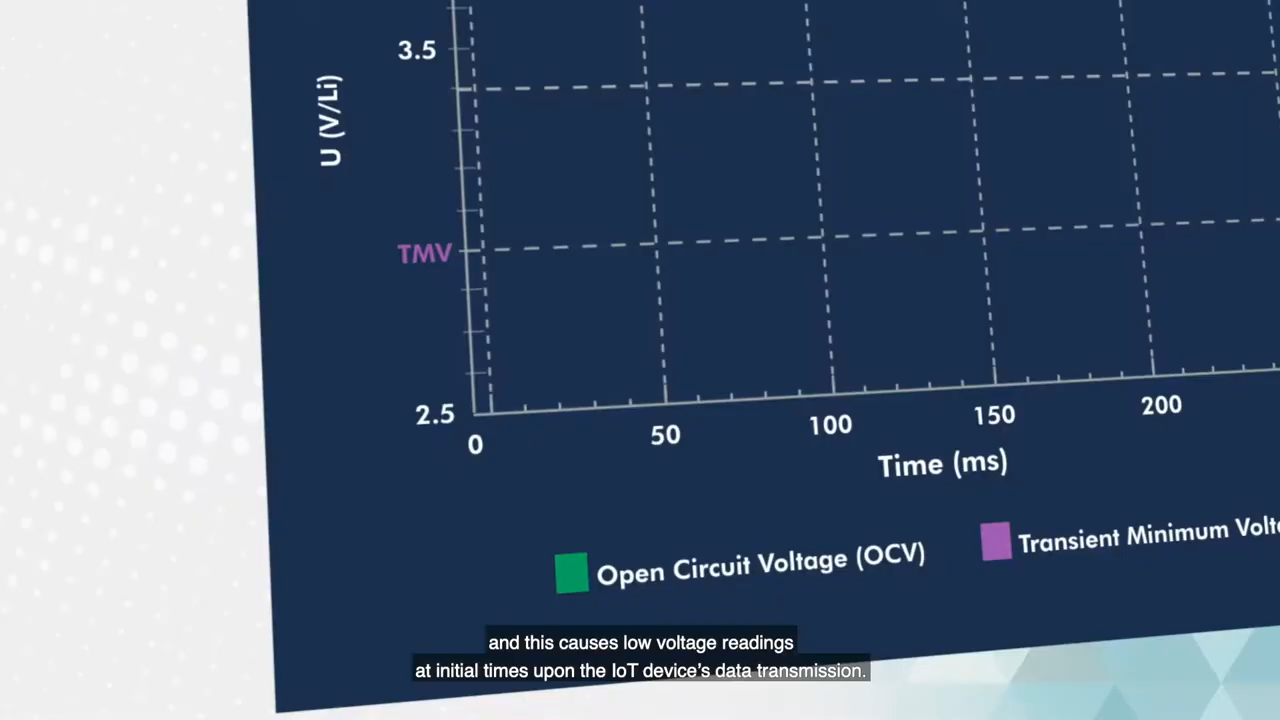 3.5
U (V/Li)
TMV
2.5
0
50
100
150
200
Time (ms)
Open Circuit Voltage (OCV)
Transient Minimum
and this causes low voltage readings
at initial times upon the IoT device's data transmission.